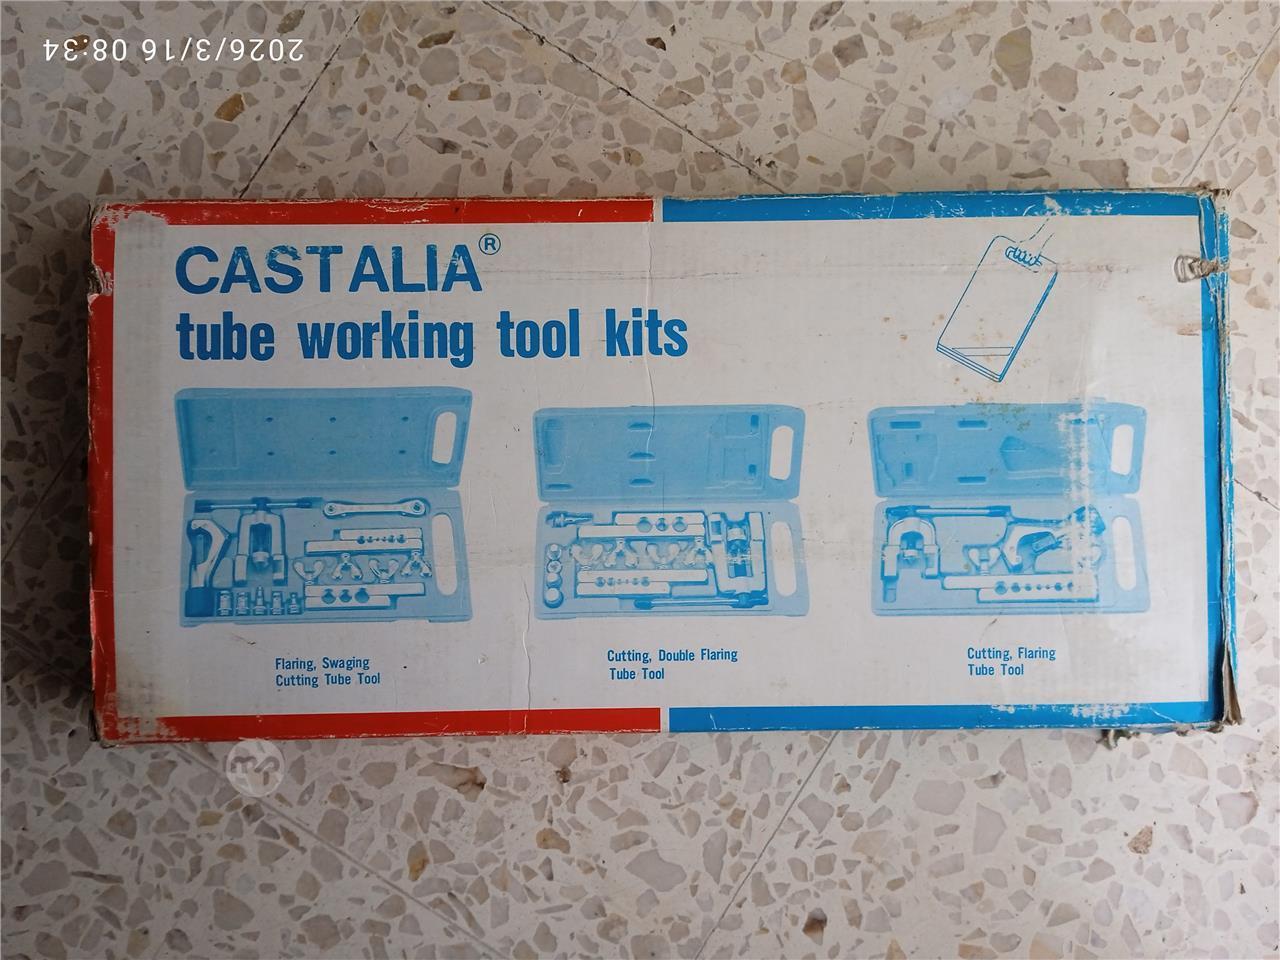 2026/3/16 08:34
CASTALIA®
tube working tool kits
Flaring, Swaging
Cutting Tube Tool
Cutting, Double Flaring
Tube Tool
Cutting, Flaring
Tube Tool